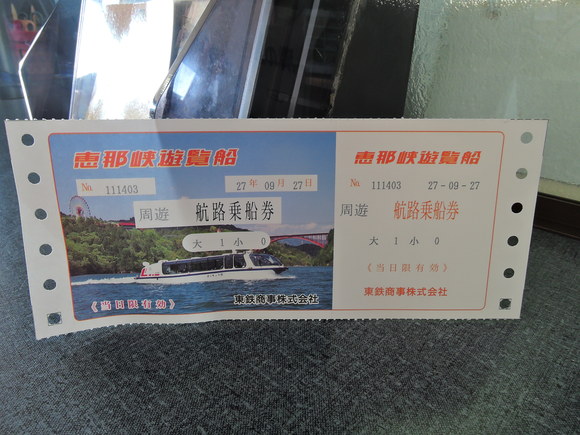 恵那峡遊覧船
No. 111403
27年09月27日
周遊 航路乗船券
大 1 小 0
《当日限有効》
東鉄商事株式会社
恵那峡遊覧船
No. 111403 27-09-27
周遊 航路乗船券
大 1 小 0
《当日限有効》
東鉄商事株式会社